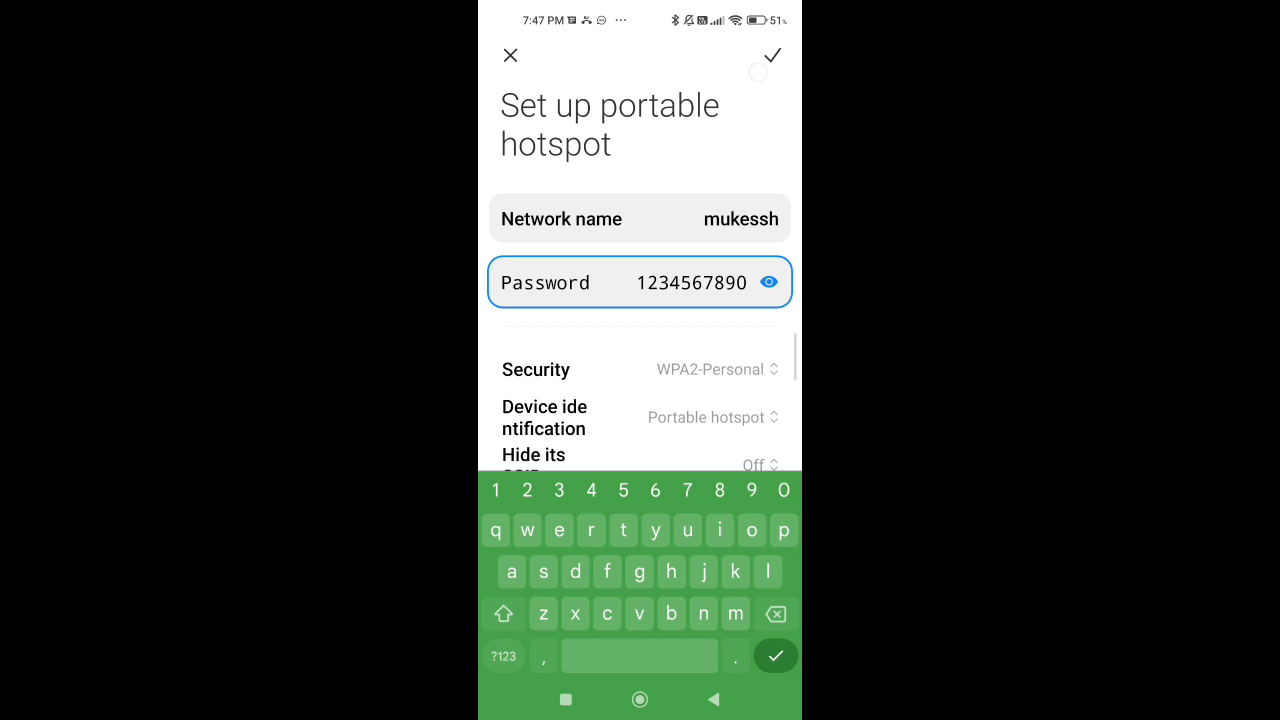 7:47 PM ··· 51%
Set up portable
hotspot
Network name mukessh
Password 1234567890
Security WPA2-Personal
Device ide
ntification Portable hotspot
Hide its
Off
1 2 3 4 5 6 7 8 9 0
q w e r t y u i o p
a s d f g h j k l
z x c v b n m
?123 , .